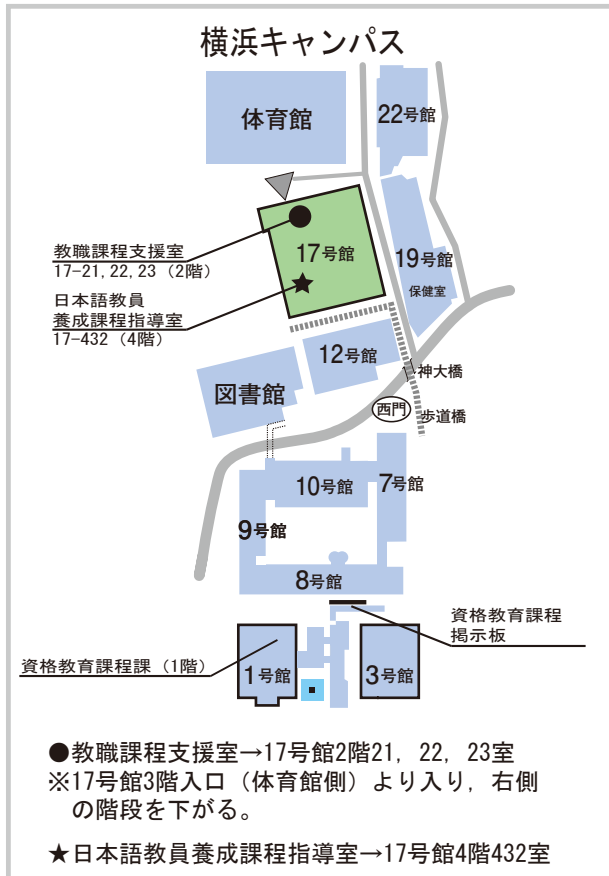 横浜キャンパス
体育館
22号館
教職課程支援室
17-21, 22, 23（2階）
17号館
19号館
保健室
日本語教員
養成課程指導室
17-432（4階）
12号館
神大橋
図書館
西門
歩道橋
10号館
7号館
9号館
8号館
資格教育課程
掲示板
資格教育課程課（1階）
1号館
3号館
●教職課程支援室→17号館2階21, 22, 23室
※17号館3階入口（体育館側）より入り, 右側
の階段を下がる。
★日本語教員養成課程指導室→17号館4階432室